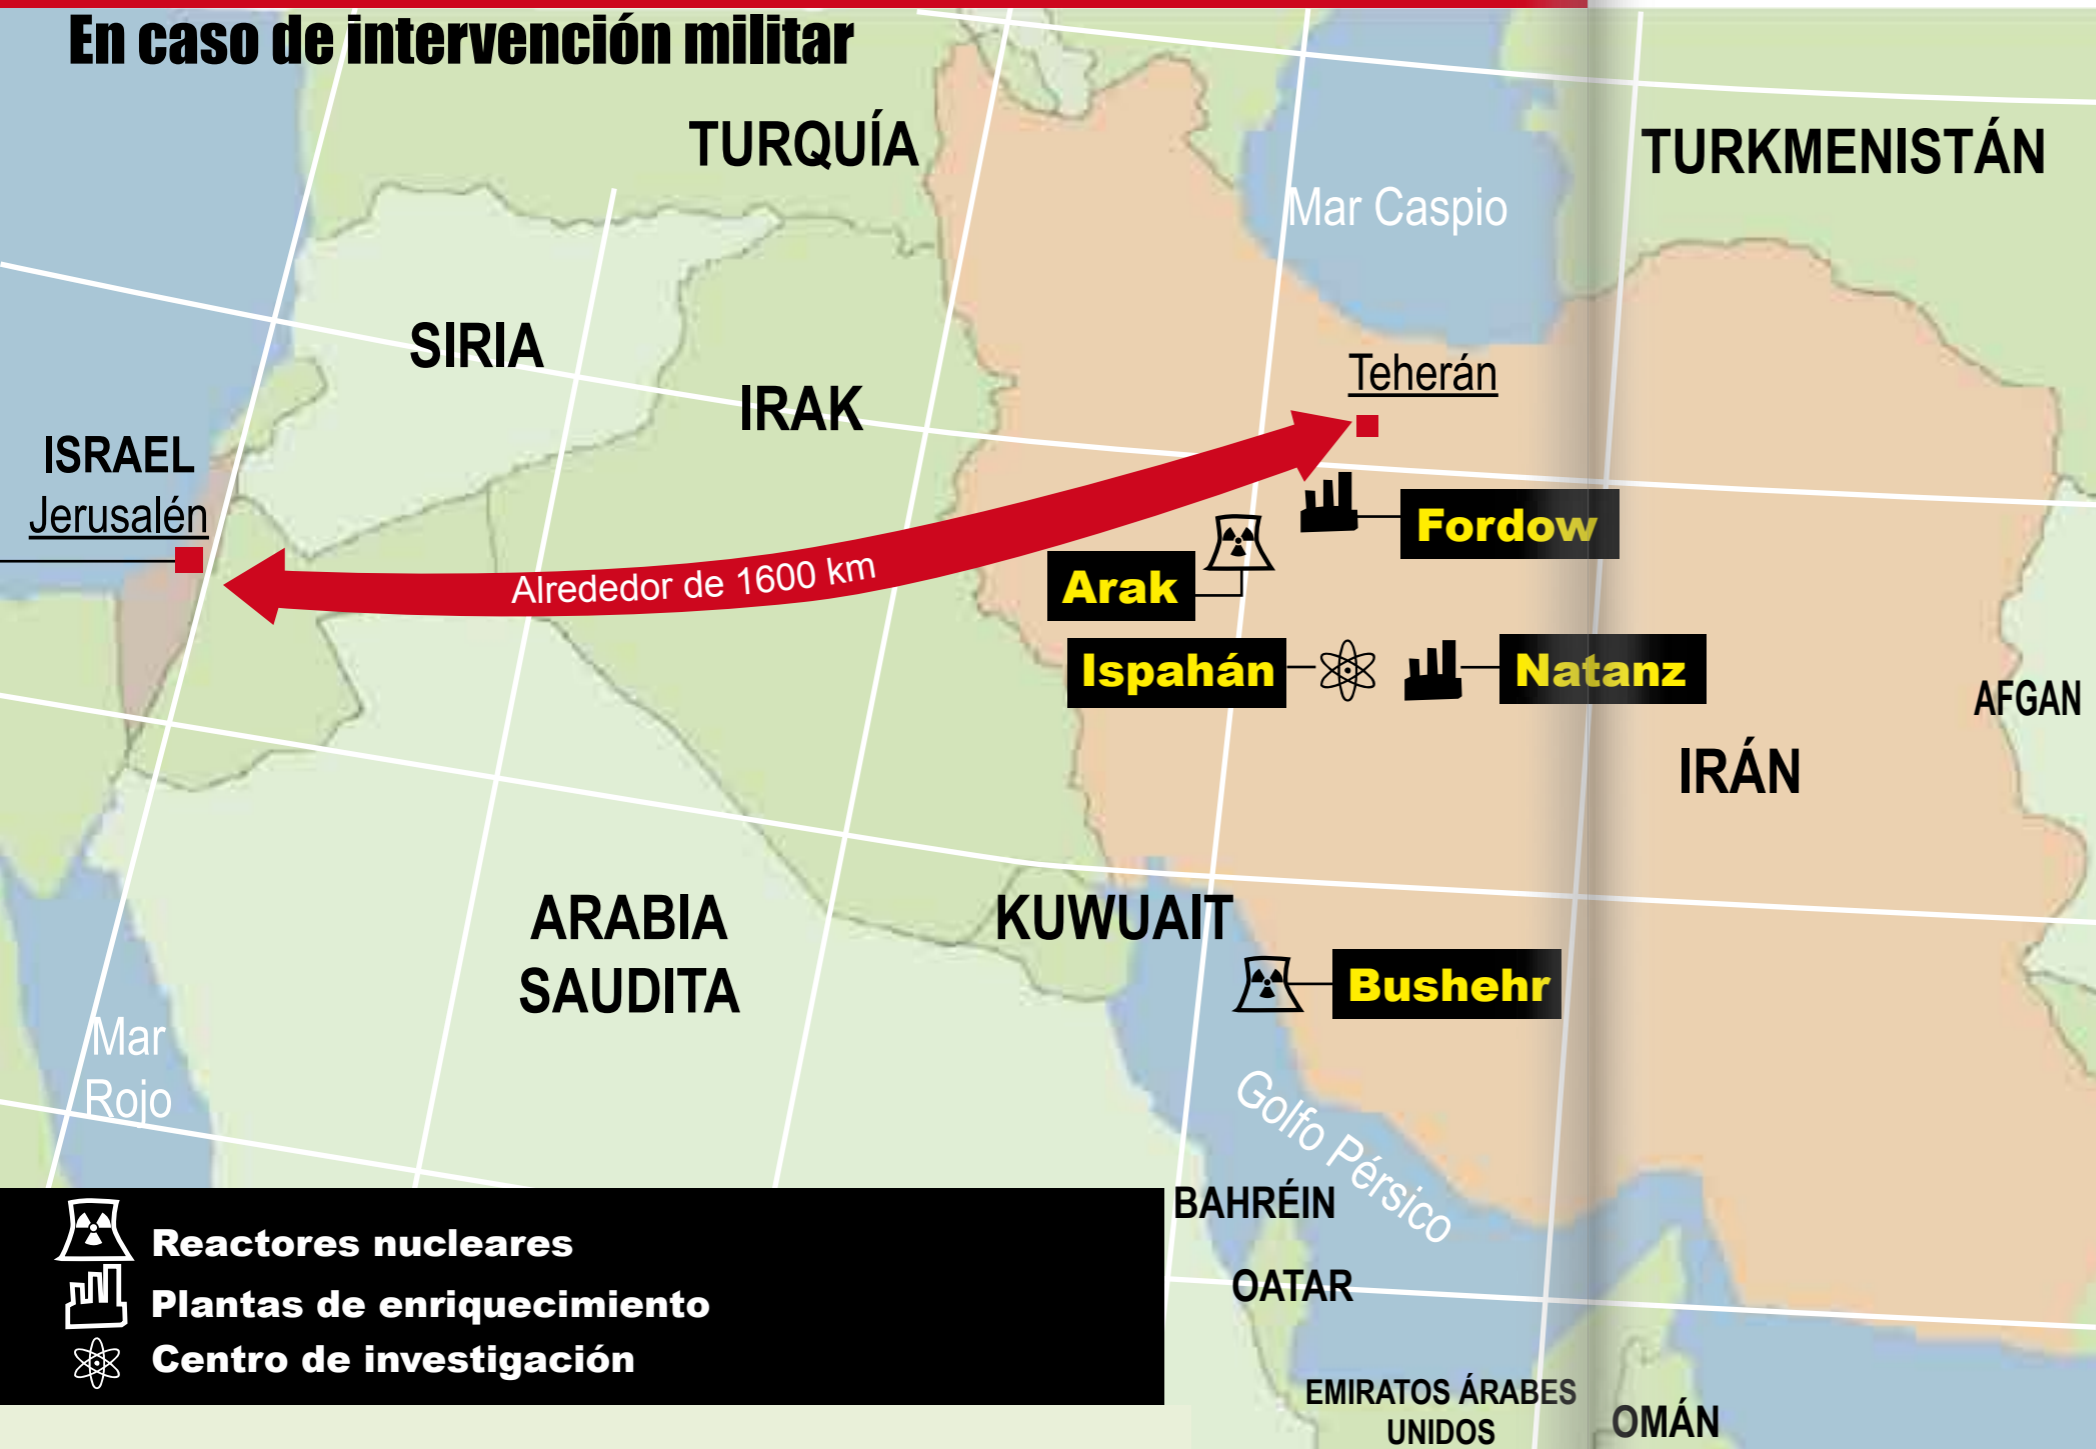 En caso de intervención militar
TURQUÍA
TURKMENISTÁN
Mar Caspio
SIRIA
IRAK
Teherán
ISRAEL
Jerusalén
Fordow
Alrededor de 1600 km
Arak
Ispahán
Natanz
AFGAN
IRÁN
ARABIA
SAUDITA
KUWUAIT
Bushehr
Mar
Rojo
Golfo Pérsico
BAHRÉIN
OATAR
Reactores nucleares
Plantas de enriquecimiento
Centro de investigación
EMIRATOS ÁRABES
UNIDOS
OMÁN